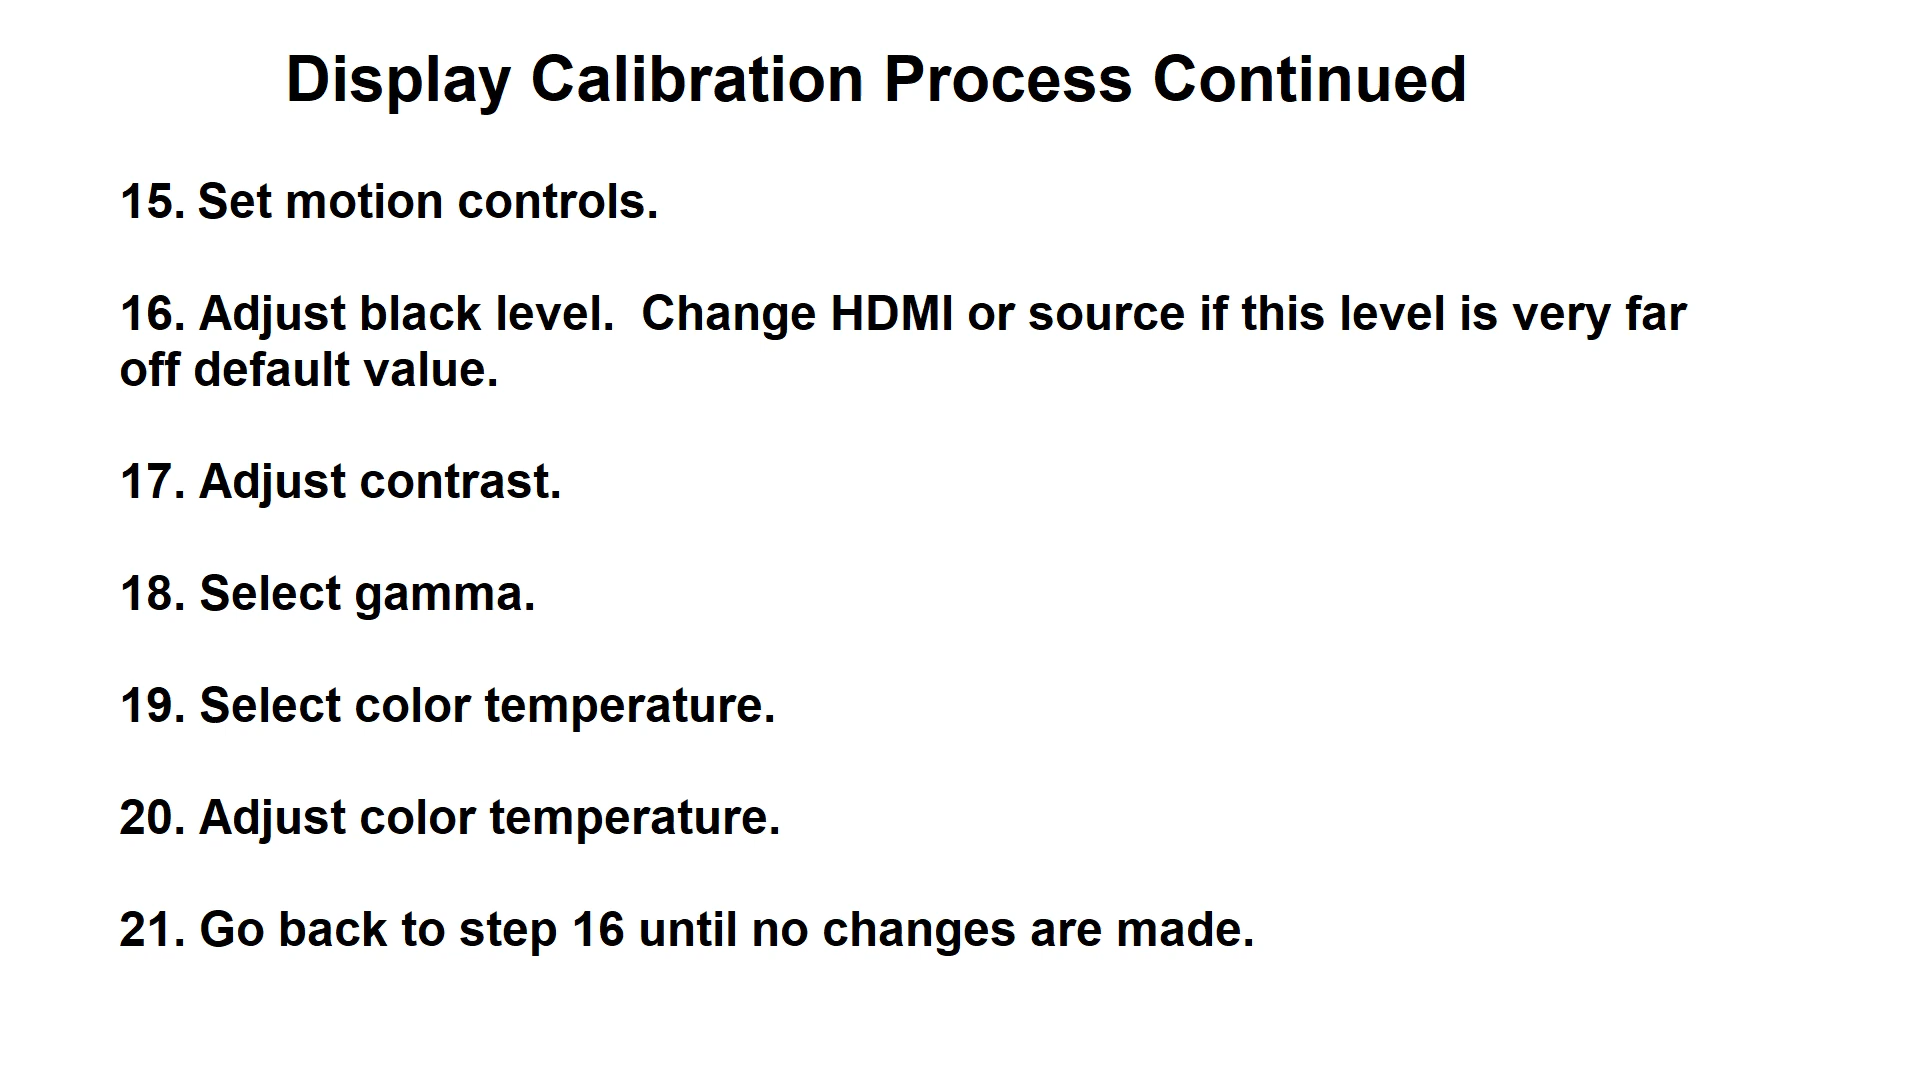 Display Calibration Process Continued
15. Set motion controls.
16. Adjust black level.  Change HDMI or source if this level is very far
off default value.
17. Adjust contrast.
18. Select gamma.
19. Select color temperature.
20. Adjust color temperature.
21. Go back to step 16 until no changes are made.